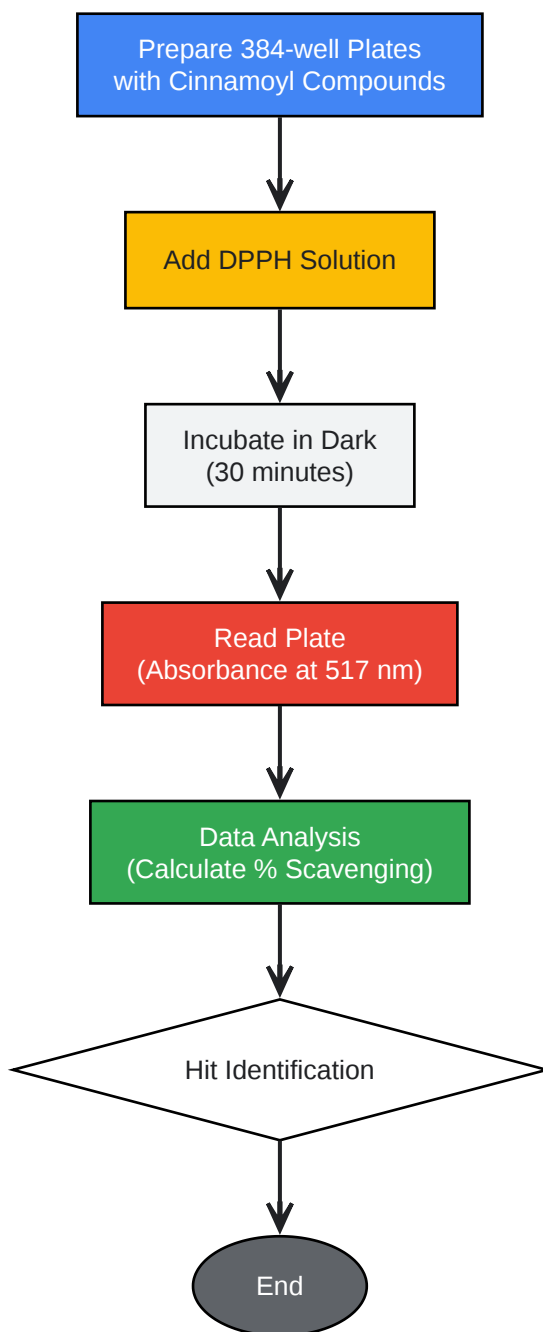 Prepare 384-well Plates
with Cinnamoyl Compounds
Add DPPH Solution
Incubate in Dark
(30 minutes)
Read Plate
(Absorbance at 517 nm)
Data Analysis
(Calculate % Scavenging)
Hit Identification
End